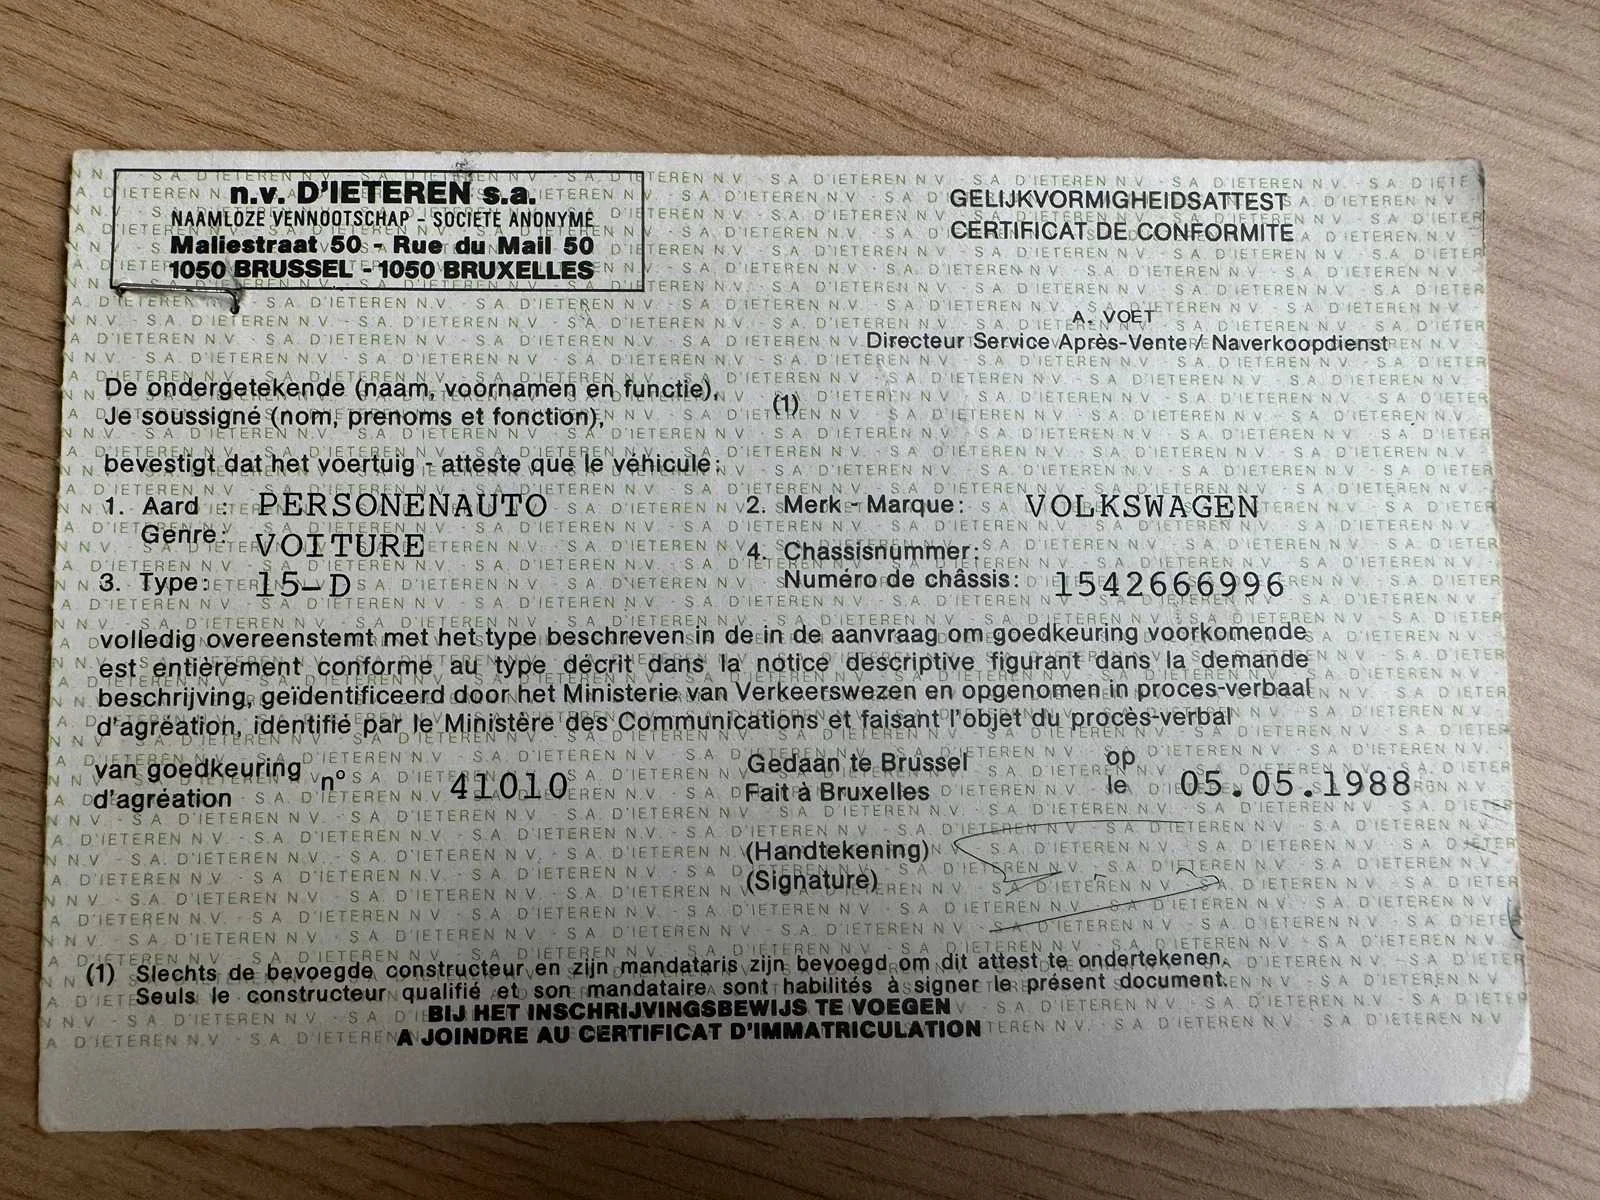 n.v. D'IETEREN s.a.
NAAMLOZE VENNOOTSCHAP - SOCIETE ANONYME
Maliestraat 50 - Rue du Mail 50
1050 BRUSSEL - 1050 BRUXELLES
GELIJKVORMIGHEIDSATTEST
CERTIFICAT DE CONFORMITE
A. VOET
Directeur Service Après-Vente / Naverkoopdienst
De ondergetekende (naam, voornamen en functie),
Je soussigné (nom, prenoms et fonction),
(1)
bevestigt dat het voertuig - atteste que le véhicule:
1. Aard : PERSONENAUTO
Genre: VOITURE
2. Merk - Marque: VOLKSWAGEN
3. Type: 15-D
4. Chassisnummer:
Numéro de châssis: 1542666996
volledig overeenstemt met het type beschreven in de in de aanvraag om goedkeuring voorkomende
est entièrement conforme au type décrit dans la notice descriptive figurant dans la demande
beschrijving, geïdentificeerd door het Ministerie van Verkeerswezen en opgenomen in proces-verbaal
d'agréation, identifié par le Ministère des Communications et faisant l'objet du procès-verbal
van goedkeuring
d'agréation
n° 41010
Gedaan te Brussel op
Fait à Bruxelles le
05.05.1988
(Handtekening)
(Signature)
(1) Slechts de bevoegde constructeur en zijn mandataris zijn bevoegd om dit attest te ondertekenen.
Seuls le constructeur qualifié et son mandataire sont habilités à signer le présent document.
BIJ HET INSCHRIJVINGSBEWIJS TE VOEGEN
A JOINDRE AU CERTIFICAT D'IMMATRICULATION